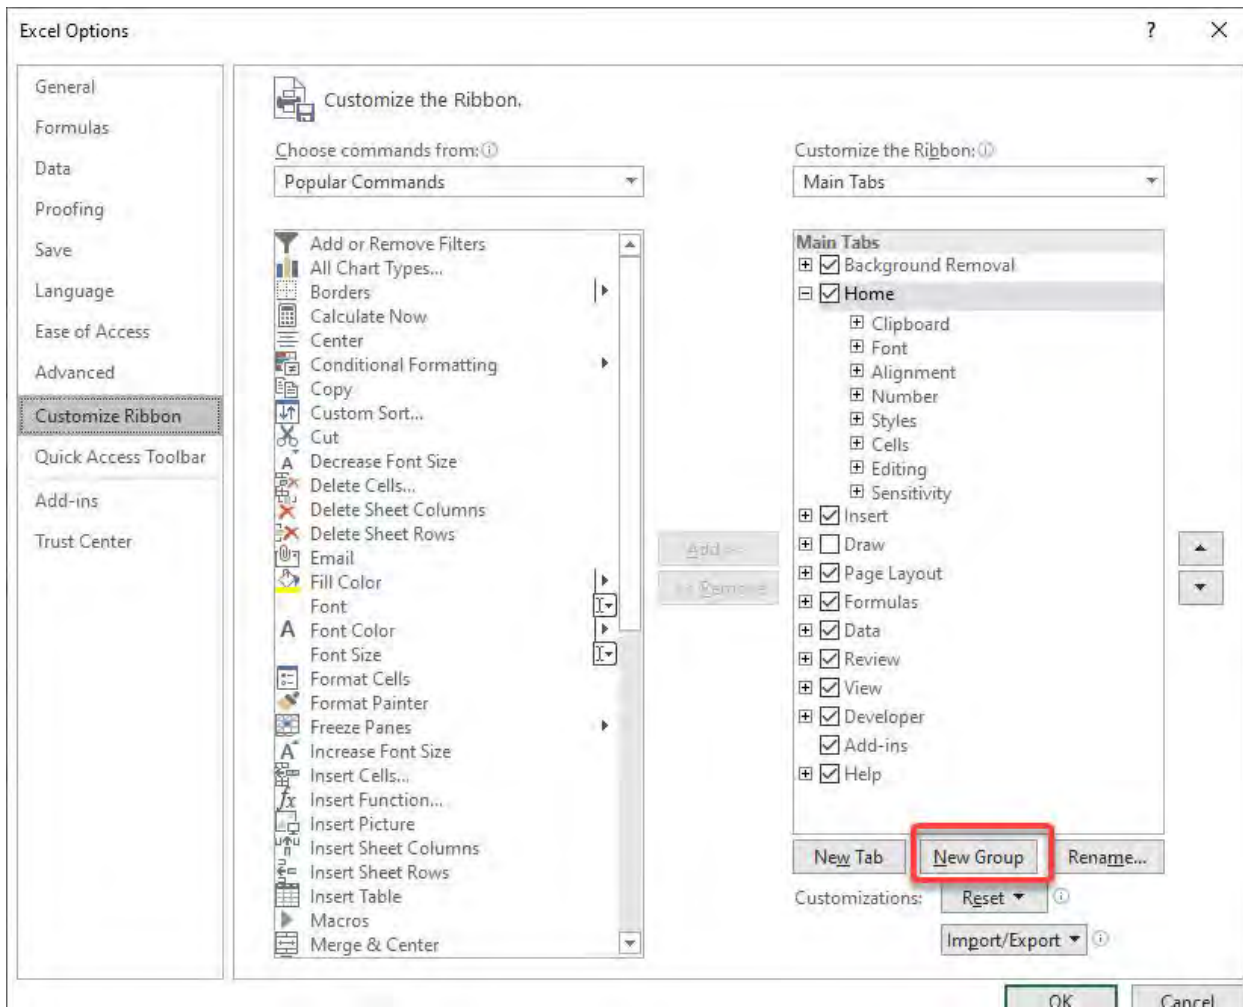 Excel Options
?
General
Formulas
Data
Proofing
Save
Language
Ease of Access
Advanced
Customize Ribbon
Quick Access Toolbar
Add-ins
Trust Center
Customize the Ribbon.
Choose commands from:
Popular Commands
Add or Remove Filters
All Chart Types...
Borders
Calculate Now
Center
Conditional Formatting
Copy
Custom Sort...
Cut
Decrease Font Size
Delete Cells...
Delete Sheet Columns
Delete Sheet Rows
Email
Fill Color
Font
Font Color
Font Size
Format Cells
Format Painter
Freeze Panes
Increase Font Size
Insert Cells...
Insert Function...
Insert Picture
Insert Sheet Columns
Insert Sheet Rows
Insert Table
Macros
Merge & Center
Add >>
<< Remove
Customize the Ribbon:
Main Tabs
Main Tabs
Background Removal
Home
Clipboard
Font
Alignment
Number
Styles
Cells
Editing
Sensitivity
Insert
Draw
Page Layout
Formulas
Data
Review
View
Developer
Add-ins
Help
New Tab New Group Rename...
Customizations: Reset
Import/Export
OK Cancel